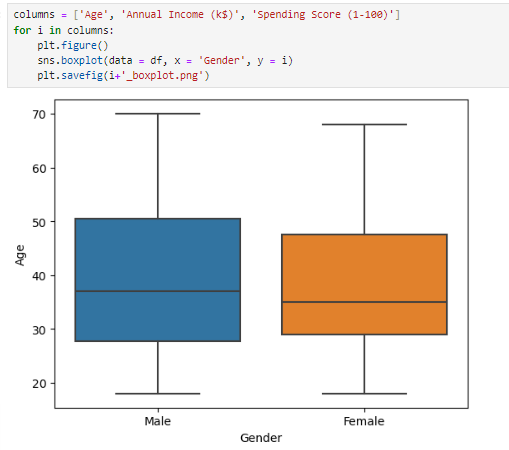 columns = ['Age', 'Annual Income (k$)', 'Spending Score (1-100)']
for i in columns:
    plt.figure()
    sns.boxplot(data = df, x = 'Gender', y = i)
    plt.savefig(i+'_boxplot.png')
70
60
50
40
30
20
Age
Male Female
Gender